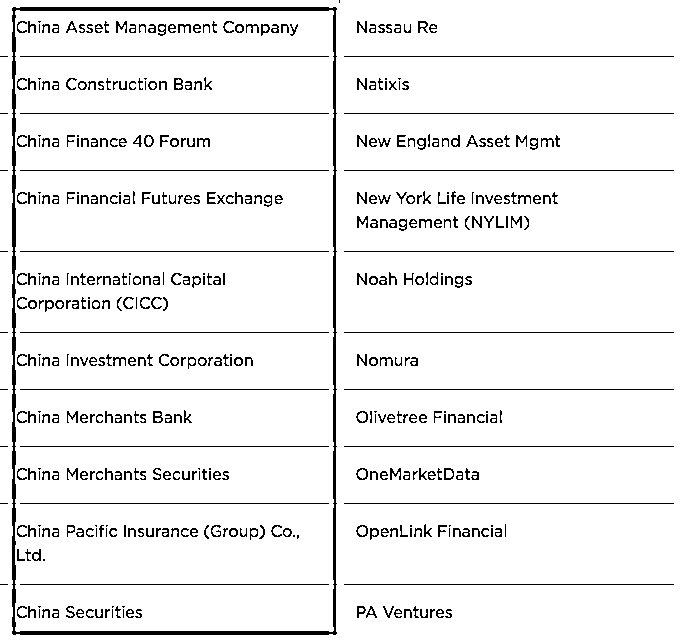 China Asset Management Company
Nassau Re
China Construction Bank
Natixis
China Finance 40 Forum
New England Asset Mgmt
China Financial Futures Exchange
New York Life Investment
Management (NYLIM)
China International Capital
Corporation (CICC)
Noah Holdings
China Investment Corporation
Nomura
China Merchants Bank
Olivetree Financial
China Merchants Securities
OneMarketData
China Pacific Insurance (Group) Co.,
Ltd.
OpenLink Financial
China Securities
PA Ventures